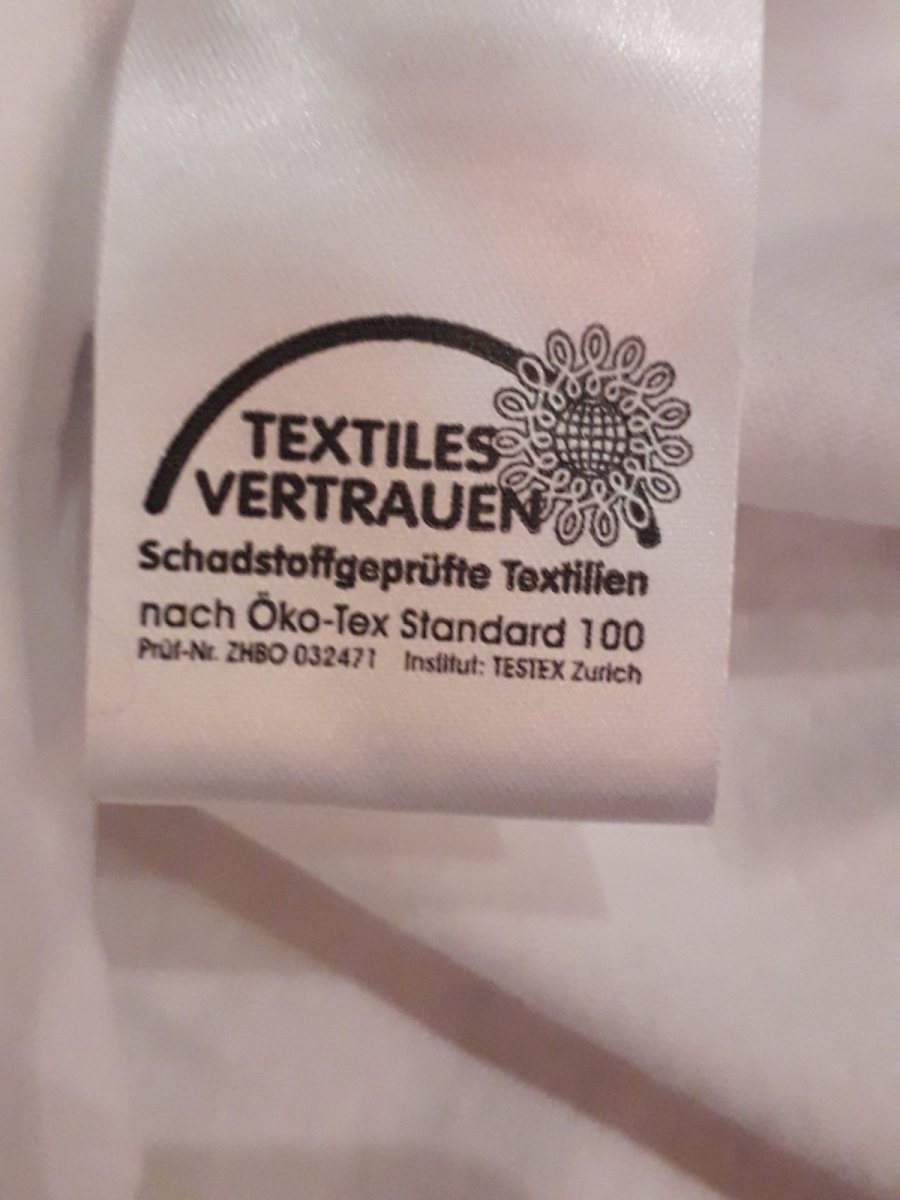 TEXTILES
VERTRAUEN
Schadstoffgeprüfte Textilien
nach Öko-Tex Standard 100
Prüf-Nr. ZHBO 032471 Institut: TESTEX Zurich